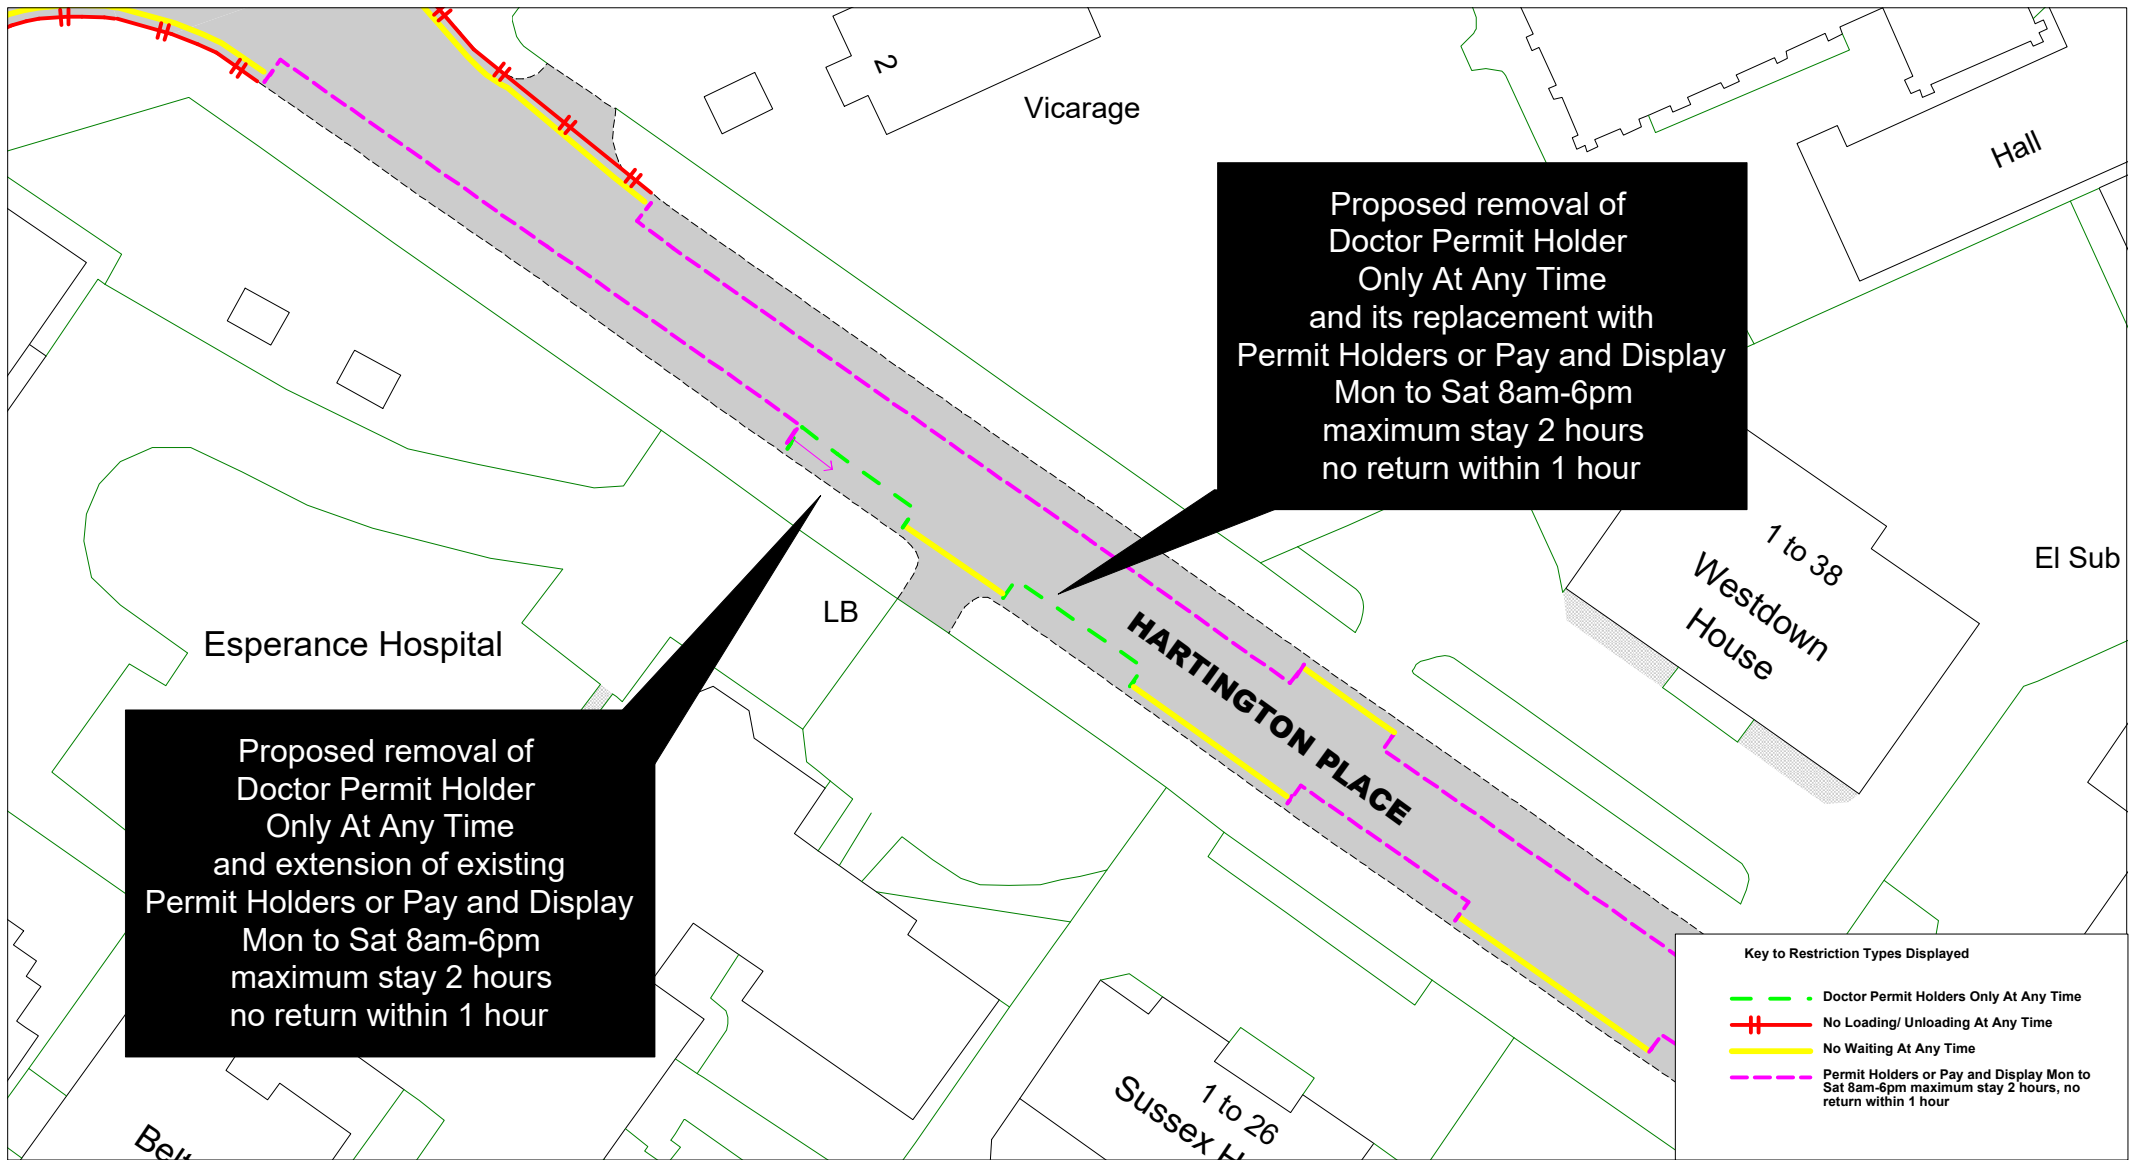 2
Vicarage
Hall
Proposed removal of
Doctor Permit Holder
Only At Any Time
and its replacement with
Permit Holders or Pay and Display
Mon to Sat 8am-6pm
maximum stay 2 hours
no return within 1 hour
1 to 38
Westdown
House
El Sub
LB
Esperance Hospital
HARTINGTON PLACE
Proposed removal of
Doctor Permit Holder
Only At Any Time
and extension of existing
Permit Holders or Pay and Display
Mon to Sat 8am-6pm
maximum stay 2 hours
no return within 1 hour
1 to 26
Sussex
Key to Restriction Types Displayed
Doctor Permit Holders Only At Any Time
No Loading/ Unloading At Any Time
No Waiting At Any Time
Permit Holders or Pay and Display Mon to
Sat 8am-6pm maximum stay 2 hours, no
return within 1 hour